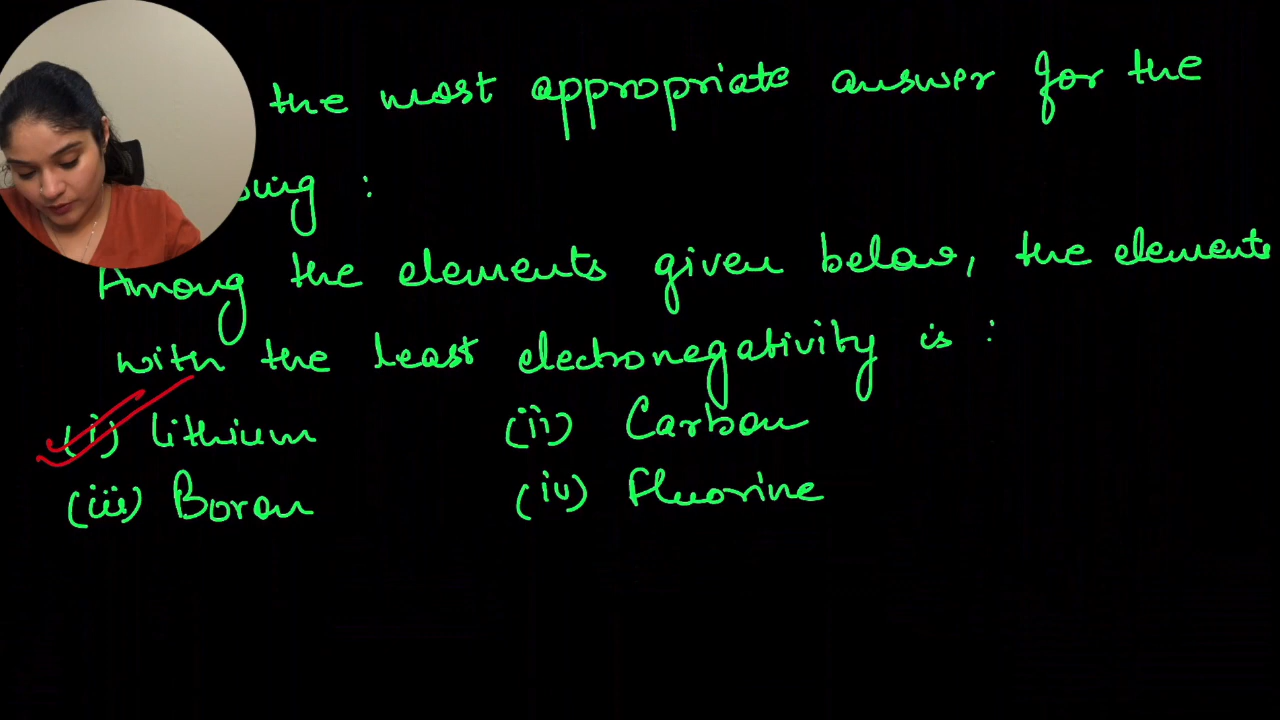 the most appropriate answer for the
:
Among the elements given below, the elements
with the least electronegativity is :
(i) Lithium (ii) Carbon
(iii) Boron (iv) Fluorine